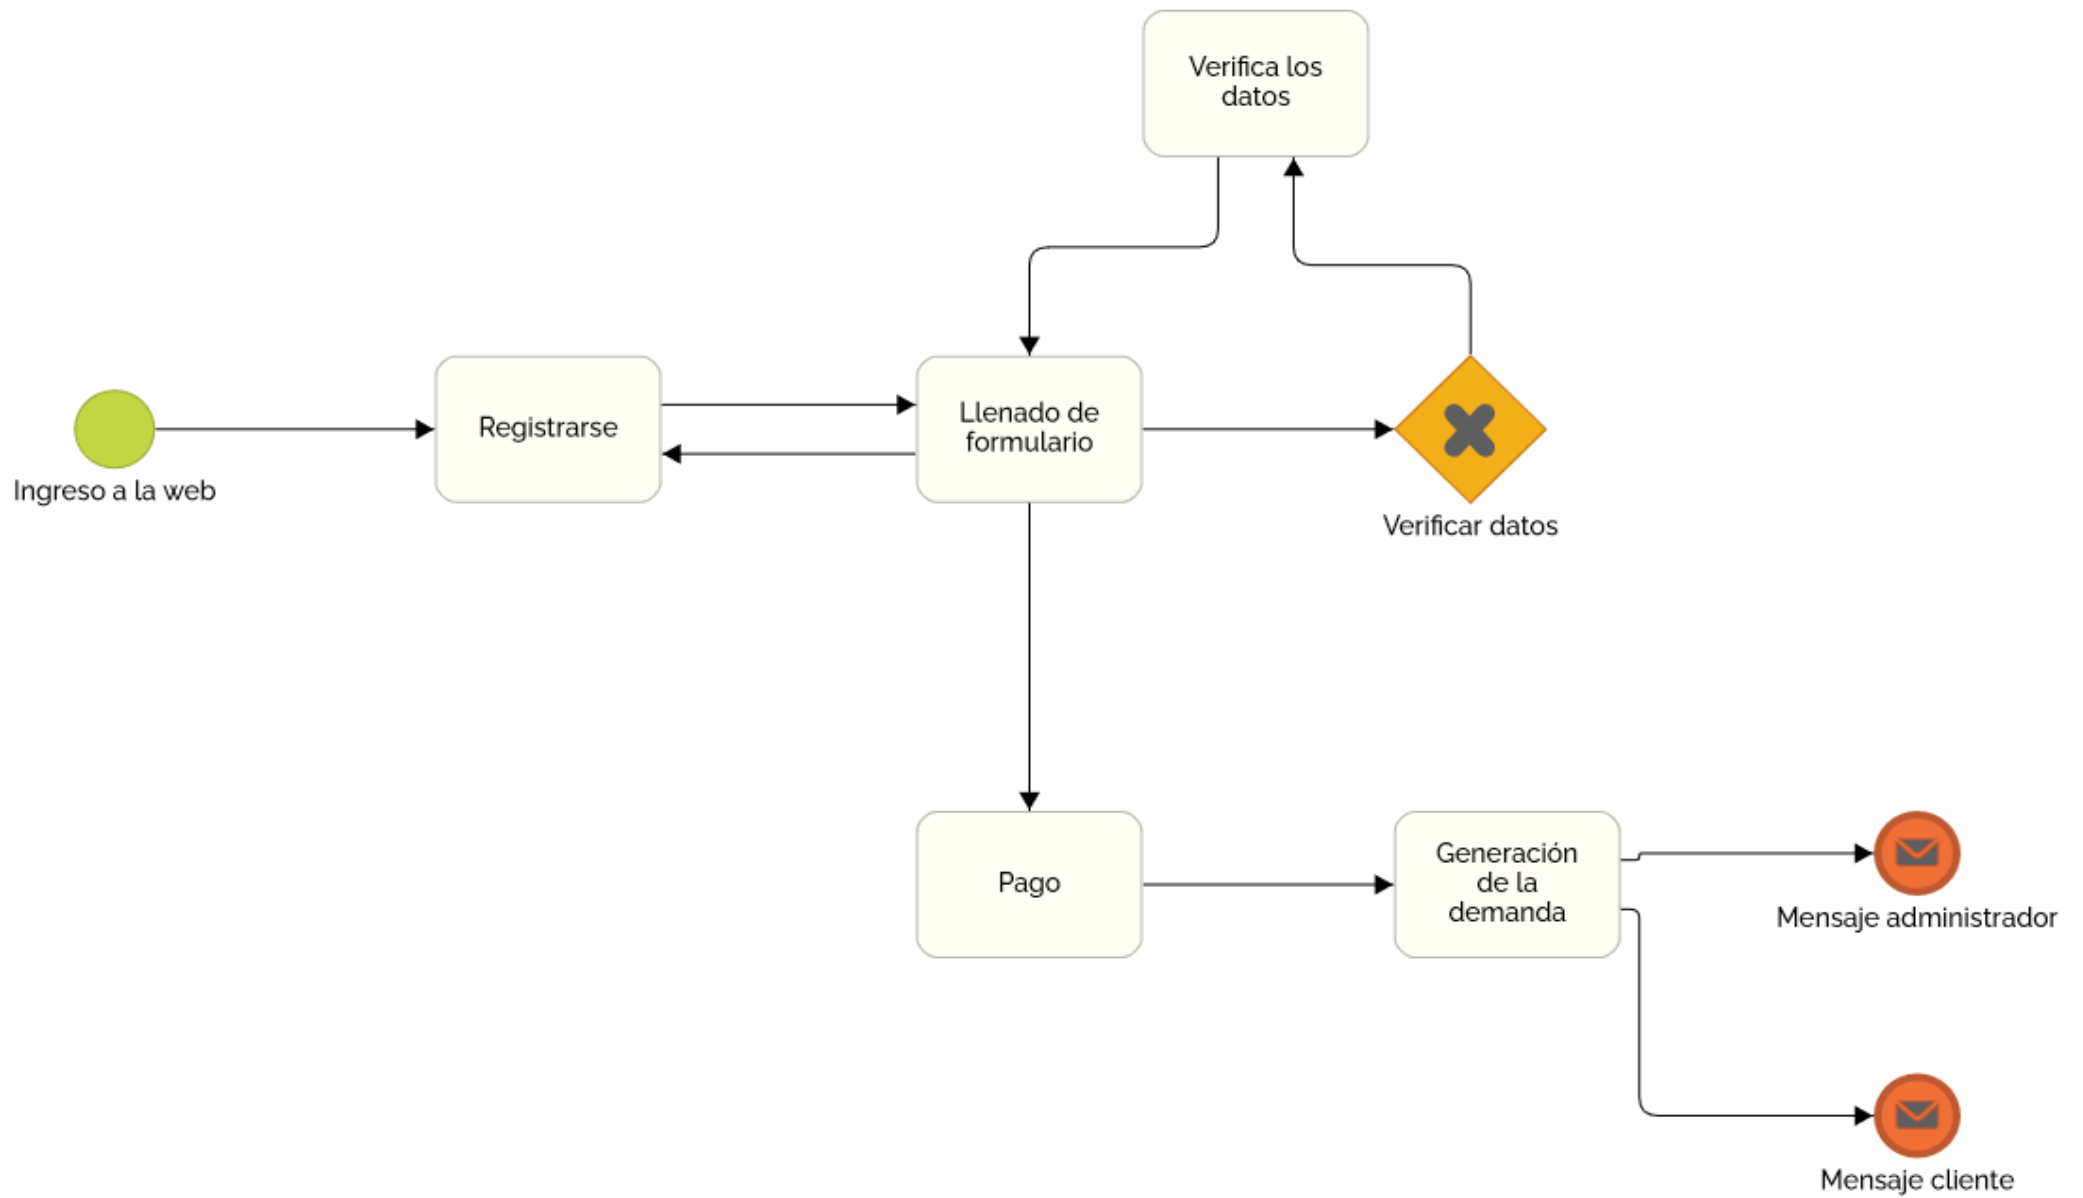 Verifica los
datos
Registrarse
Llenado de
formulario
Ingreso a la web
Verificar datos
Pago
Generación
de la
demanda
Mensaje administrador
Mensaje cliente